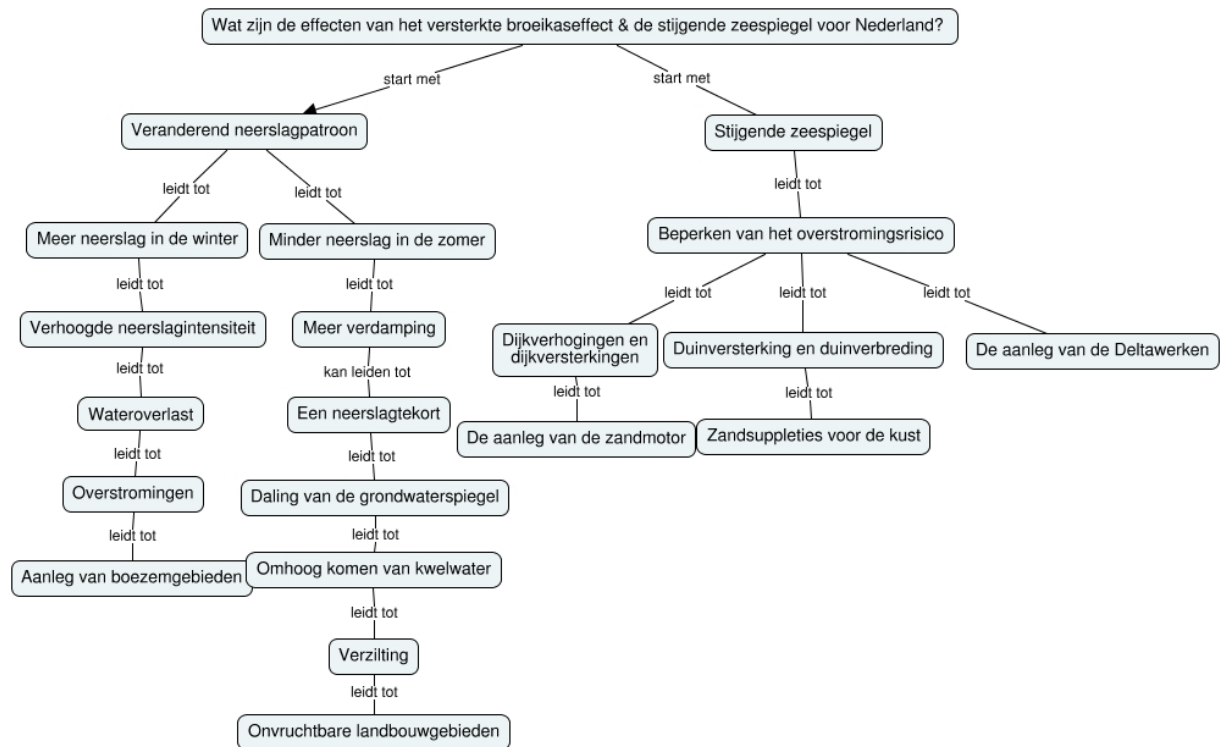 Wat zijn de effecten van het versterkte broeikaseffect & de stijgende zeespiegel voor Nederland?
start met
start met
Veranderend neerslagpatroon
Stijgende zeespiegel
leidt tot
leidt tot
leidt tot
Meer neerslag in de winter
Minder neerslag in de zomer
Beperken van het overstromingsrisico
leidt tot
leidt tot
leidt tot
leidt tot
leidt tot
Verhoogde neerslagintensiteit
Meer verdamping
Dijkverhogingen en
dijkversterkingen
Duinversterking en duinverbreding
De aanleg van de Deltawerken
leidt tot
kan leiden tot
leidt tot
leidt tot
Wateroverlast
Een neerslagtekort
De aanleg van de zandmotor
Zandsuppleties voor de kust
leidt tot
leidt tot
Overstromingen
Daling van de grondwaterspiegel
leidt tot
leidt tot
Aanleg van boezemgebieden
Omhoog komen van kwelwater
leidt tot
Verzilting
leidt tot
Onvruchtbare landbouwgebieden